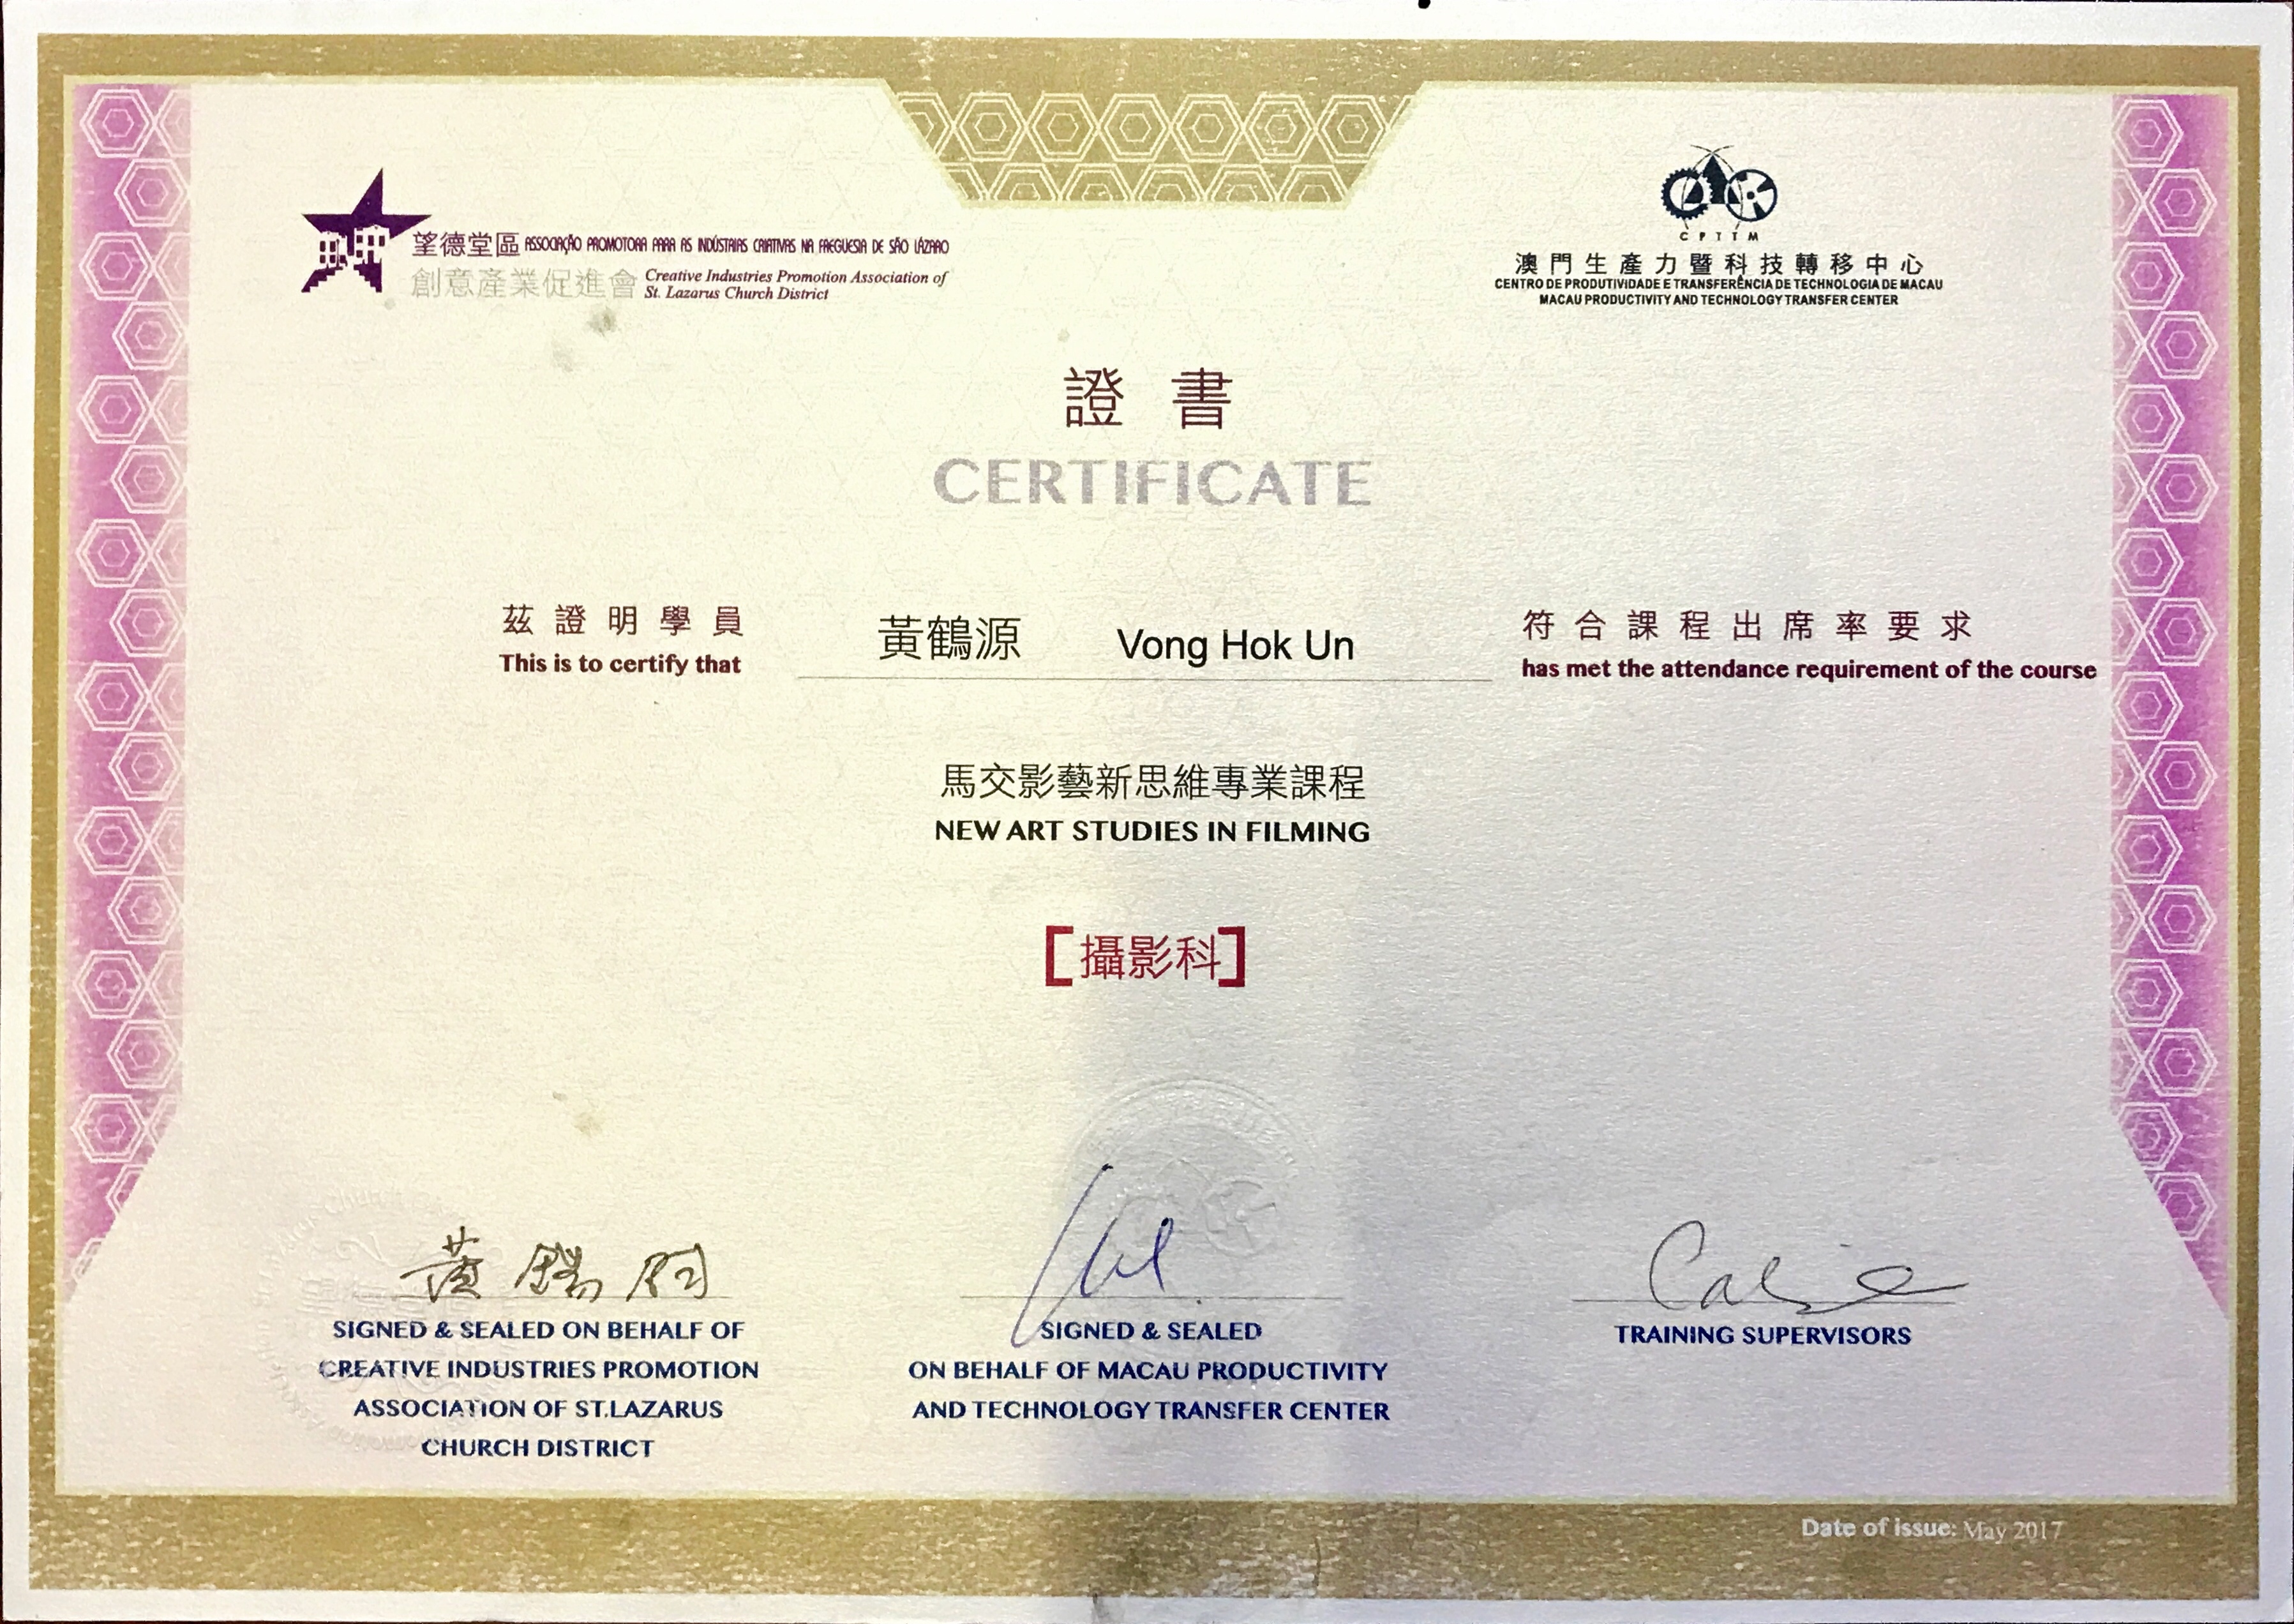 望德堂區 ASSOCIAÇÃO PROMOTORA PARA AS INDÚSTRIAS CRIATIVAS NA FREGUESIA DE SÃO LÁZARO
創意產業促進會 Creative Industries Promotion Association of
St. Lazarus Church District
CPTTM
澳門生產力暨科技轉移中心
CENTRO DE PRODUTIVIDADE E TRANSFERÊNCIA DE TECNOLOGIA DE MACAU
MACAU PRODUCTIVITY AND TECHNOLOGY TRANSFER CENTER
證書
CERTIFICATE
茲證明學員 黃鶴源 Vong Hok Un 符合課程出席率要求
This is to certify that has met the attendance requirement of the course
馬交影藝新思維專業課程
NEW ART STUDIES IN FILMING
[攝影科]
SIGNED & SEALED ON BEHALF OF
CREATIVE INDUSTRIES PROMOTION
ASSOCIATION OF ST.LAZARUS
CHURCH DISTRICT
SIGNED & SEALED
ON BEHALF OF MACAU PRODUCTIVITY
AND TECHNOLOGY TRANSFER CENTER
TRAINING SUPERVISORS
Date of issue: May 2017